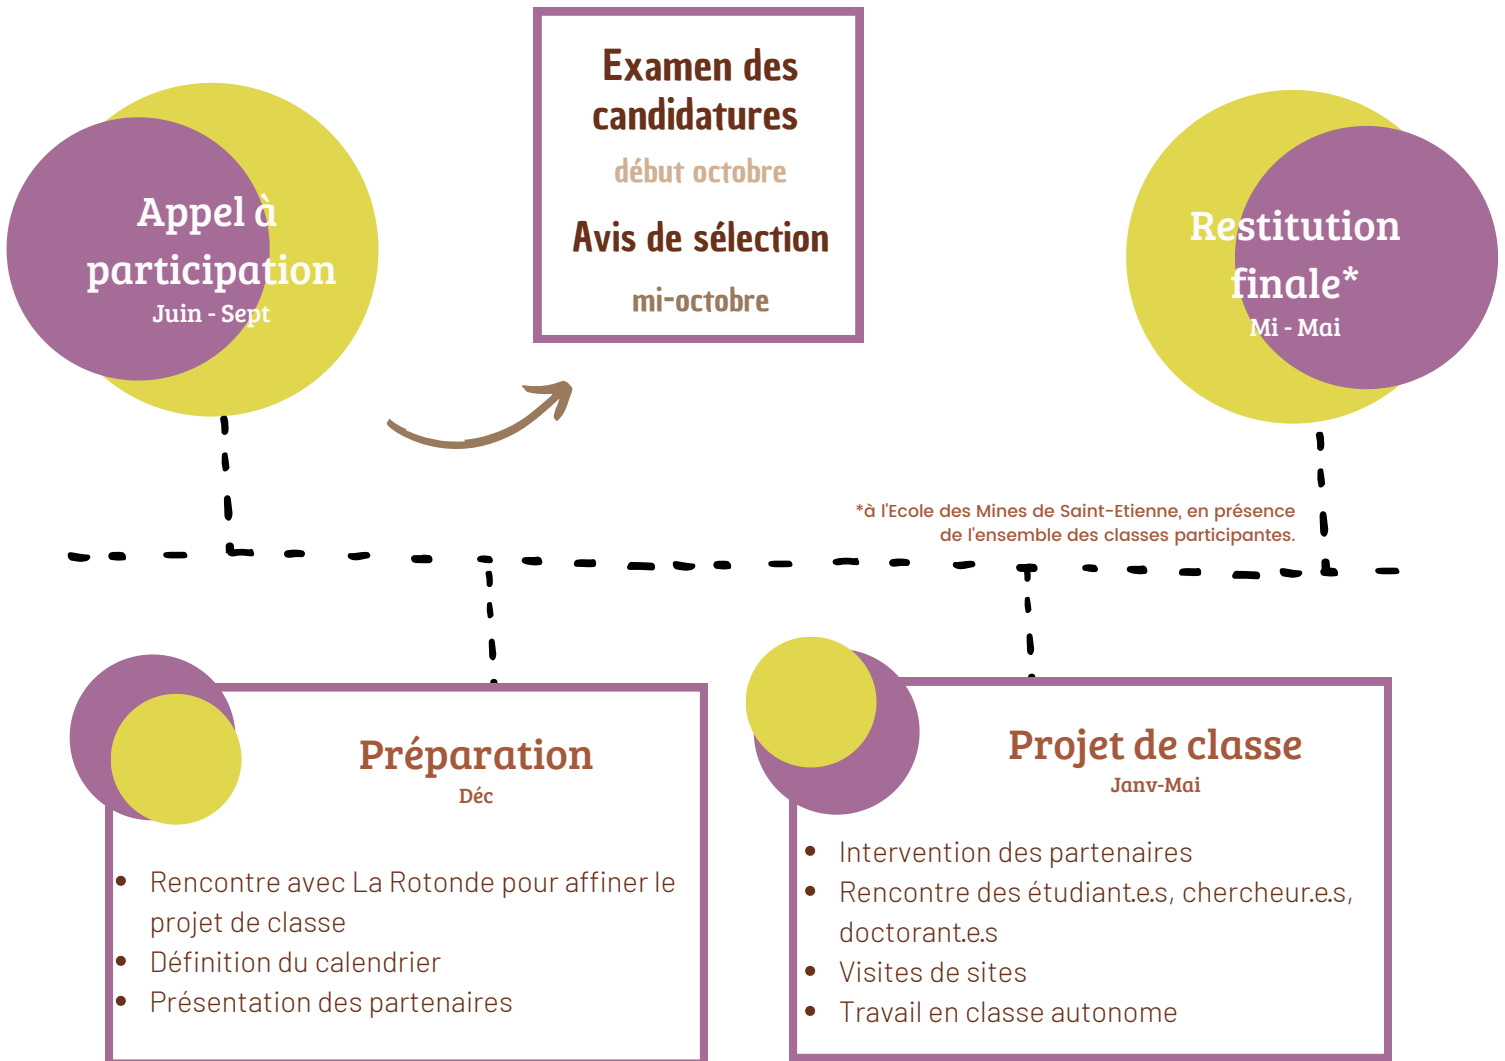 Appel à
participation
Juin - Sept
Examen des
candidatures
début octobre
Avis de sélection
mi-octobre
Restitution
finale*
Mi - Mai
*à l'Ecole des Mines de Saint-Etienne, en présence
de l'ensemble des classes participantes.
Préparation
Déc
• Rencontre avec La Rotonde pour affiner le
projet de classe
• Définition du calendrier
• Présentation des partenaires
Projet de classe
Janv-Mai
• Intervention des partenaires
• Rencontre des étudiant.e.s, chercheur.e.s,
doctorant.e.s
• Visites de sites
• Travail en classe autonome